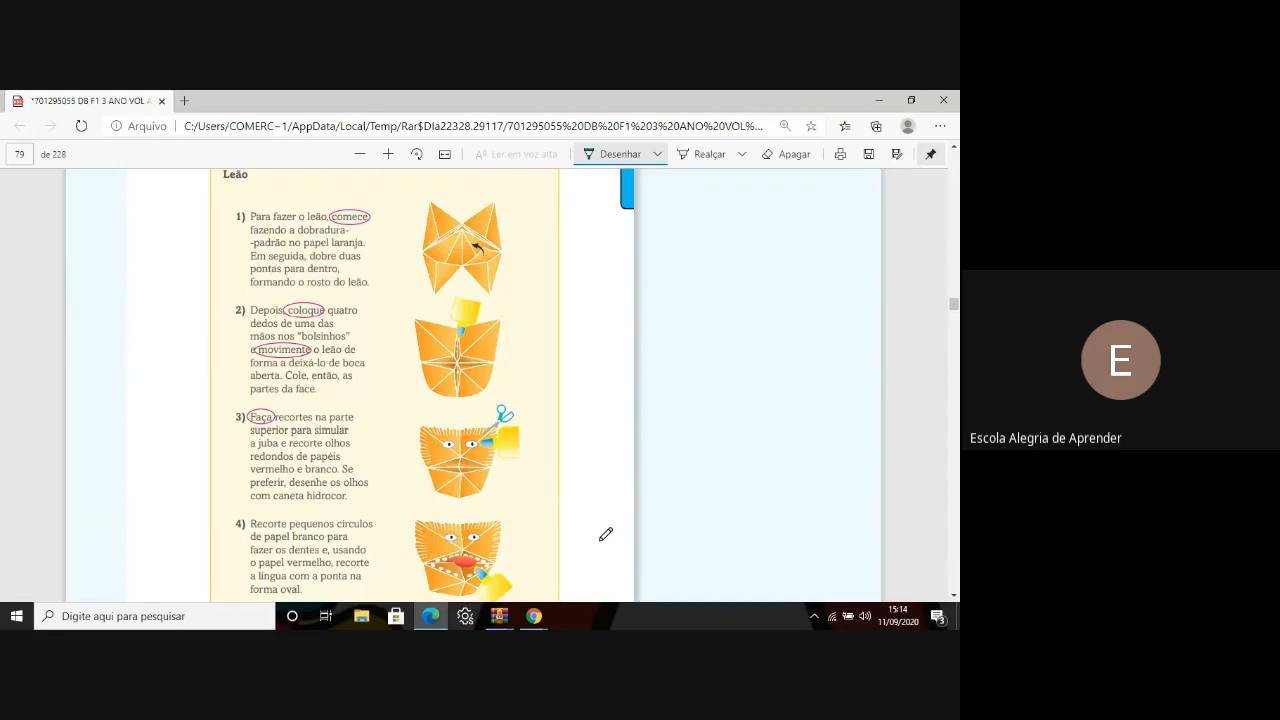 *701295055 DB F1 3 ANO VOL A
Arquivo
C:/Users/COMERC~1/AppData/Local/Temp/Rar$DIa22328.29117/701295055%20DB%20F1%203%20ANO%20VOL%...
79 de 228
Ler em voz alta
Desenhar
Realçar
Apagar
Leão
1) Para fazer o leão, comece
fazendo a dobradura-
-padrão no papel laranja.
Em seguida, dobre duas
pontas para dentro,
formando o rosto do leão.
2) Depois, coloque quatro
dedos de uma das
mãos nos “bolsinhos”
e movimente o leão de
forma a deixá-lo de boca
aberta. Cole, então, as
partes da face.
3) Faça recortes na parte
superior para simular
a juba e recorte olhos
redondos de papéis
vermelho e branco. Se
preferir, desenhe os olhos
com caneta hidrocor.
4) Recorte pequenos círculos
de papel branco para
fazer os dentes e, usando
o papel vermelho, recorte
a língua com a ponta na
forma oval.
E
Escola Alegria de Aprender
Digite aqui para pesquisar
15:14
11/09/2020
3